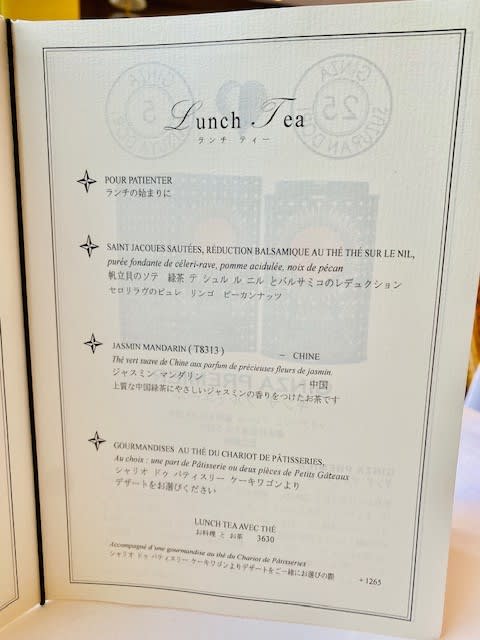 Lunch Tea
ランチ ティー
POUR PATIENTER
ランチの始まりに
SAINT JACQUES SAUTÉES, RÉDUCTION BALSAMIQUE AU THÉ THÉ SUR LE NIL,
purée fondante de céleri-rave, pomme acidulée, noix de pécan
帆立貝のソテ 緑茶 テ シュル ル ニル とバルサミコのレデュクション
セロリラヴのピュレ リンゴ ピーカンナッツ
JASMIN MANDARIN ( T8313 ) – CHINE
Thé vert suave de Chine aux parfum de précieuses fleurs de jasmin.
ジャスミン マンダリン 中国
上質な中国緑茶にやさしいジャスミンの香りをつけたお茶です
GOURMANDISES AU THÉ DU CHARIOT DE PÂTISSERIES,
Au choix : une part de Pâtisserie ou deux pièces de Petits Gâteaux
シャリオ ドゥ パティスリー ケーキワゴンより
デザートをお選びください
LUNCH TEA AVEC THÉ
お料理 と お茶 3630
Accompagné d'une gourmandise au thé du Chariot de Pâtisseries
シャリオ ドゥ パティスリー ケーキワゴンよりデザートをご一緒にお選びの際 + 1265